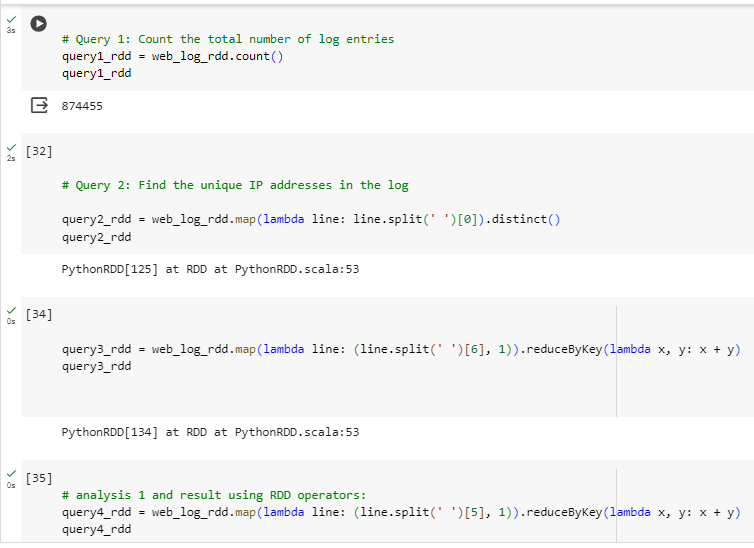 3s
# Query 1: Count the total number of log entries
query1_rdd = web_log_rdd.count()
query1_rdd
874455
2s
[32]
# Query 2: Find the unique IP addresses in the log
query2_rdd = web_log_rdd.map(lambda line: line.split(' ')[0]).distinct()
query2_rdd
PythonRDD[125] at RDD at PythonRDD.scala:53
0s
[34]
query3_rdd = web_log_rdd.map(lambda line: (line.split(' ')[6], 1)).reduceByKey(lambda x, y: x + y)
query3_rdd
PythonRDD[134] at RDD at PythonRDD.scala:53
0s
[35]
# analysis 1 and result using RDD operators:
query4_rdd = web_log_rdd.map(lambda line: (line.split(' ')[5], 1)).reduceByKey(lambda x, y: x + y)
query4_rdd